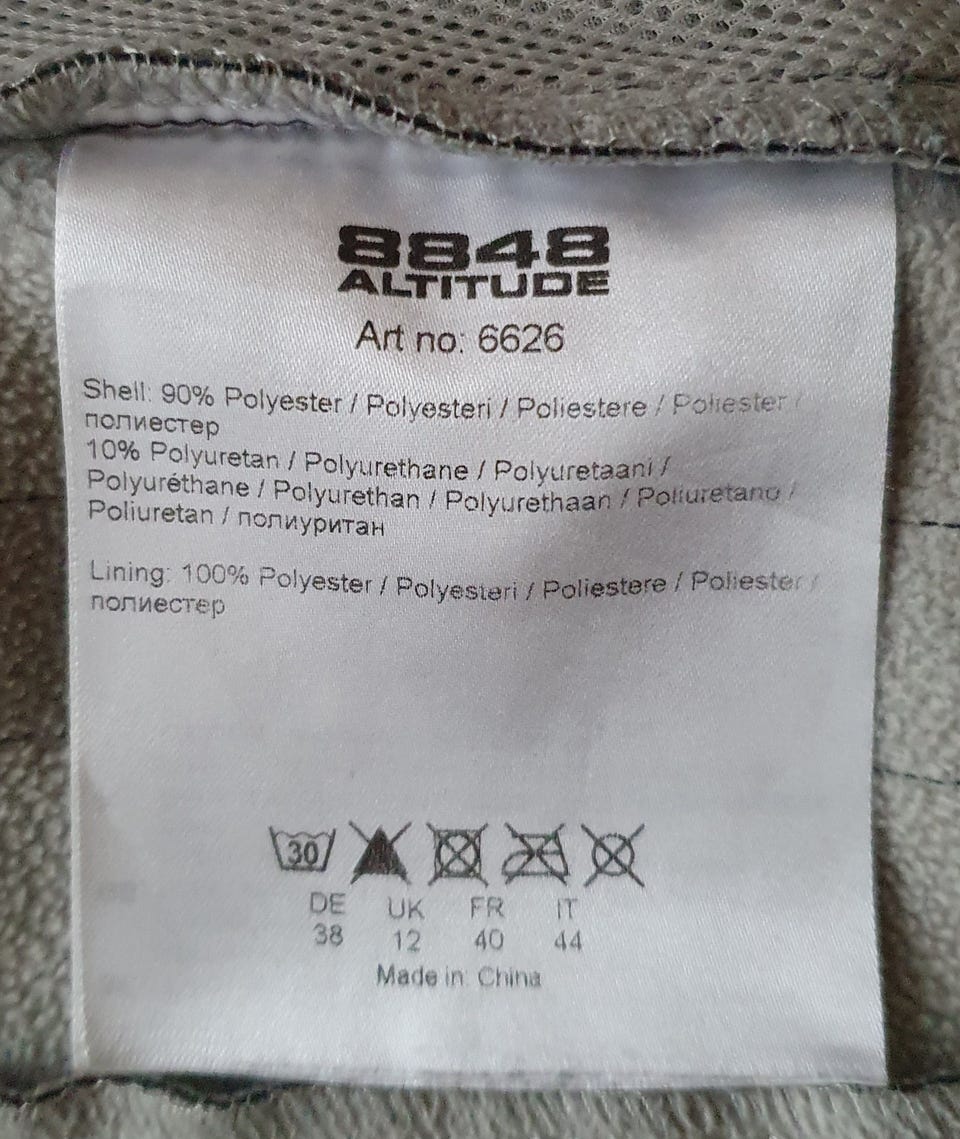 8848
ALTITUDE
Art no: 6626
Shell: 90% Polyester / Polyesteri / Poliestere / Poliester /
полиестер
10% Polyuretan / Polyurethane / Polyuretaani /
Polyuréthane / Polyurethan / Polyurethaan / Poliuretano /
Poliuretan / полиуритан
Lining: 100% Polyester / Polyesteri / Poliestere / Poliester /
полиестер
30
DE UK FR IT
38 12 40 44
Made in: China